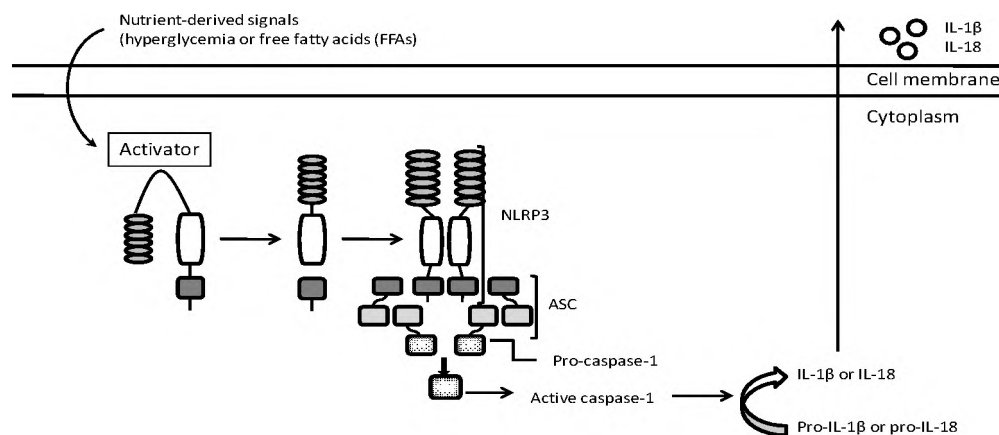 Nutrient-derived signals
(hyperglycemia or free fatty acids (FFAs)
IL-1β
IL-18
Cell membrane
Cytoplasm
Activator
NLRP3
ASC
Pro-caspase-1
Active caspase-1
IL-1β or IL-18
Pro-IL-1β or pro-IL-18